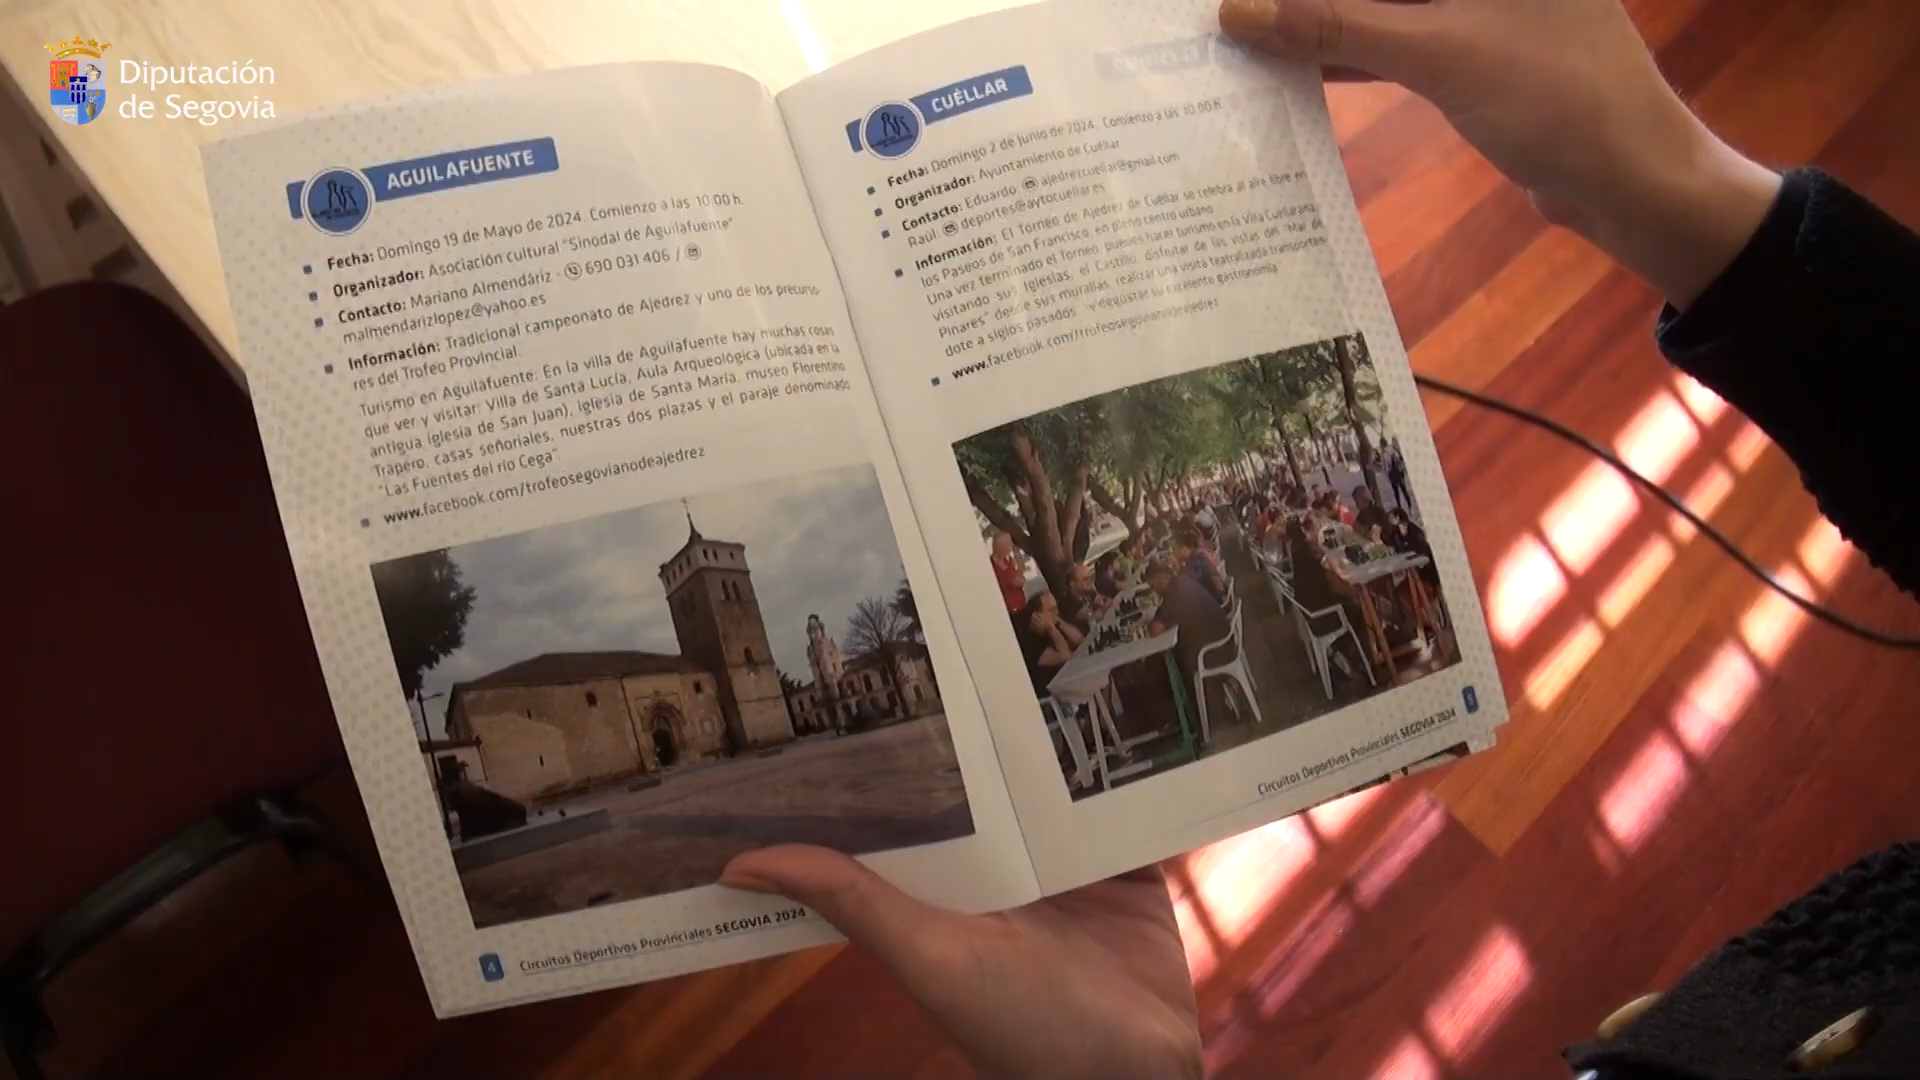 Diputación
de Segovia
AGUILAFUENTE
Fecha: Domingo 19 de Mayo de 2024. Comienzo a las 10:00 h.
Organizador: Asociación cultural "Sinodal de Aguilafuente"
Contacto: Mariano Almendáriz - 690 031 406 /
malmendarizlopez@yahoo.es
Información: Tradicional campeonato de Ajedrez y uno de los precurso-
res del Trofeo Provincial.
Turismo en Aguilafuente: En la villa de Aguilafuente hay muchas cosas
que ver y visitar: Villa de Santa Lucía, Aula Arqueológica (ubicada en la
antigua iglesia de San Juan), iglesia de Santa María, museo Florentino
Trapero, casas señoriales, nuestras dos plazas y el paraje denominado
"Las Fuentes del río Cega".
www.facebook.com/trofeosegovianodeajedrez
4
Circuitos Deportivos Provinciales SEGOVIA 2024
CUÉLLAR
Fecha: Domingo 2 de Junio de 2024. Comienzo a las 10:00 h.
Organizador: Ayuntamiento de Cuéllar
Contacto: Eduardo: ajedrezcuellar@gmail.com
Raúl: deportes@aytocuellar.es
Información: El Torneo de Ajedrez de Cuéllar se celebra al aire libre en
los Paseos de San Francisco, en pleno centro urbano.
Una vez terminado el Torneo, puedes hacer turismo en la Villa Cuellarana,
visitando sus Iglesias, el Castillo, disfrutar de las vistas del "Mar de
Pinares" desde sus murallas, realizar una visita teatralizada transportán-
dote a siglos pasados y degustar su excelente gastronomía
www.facebook.com/trofeosegovianodeajedrez
Circuitos Deportivos Provinciales SEGOVIA 2024
5